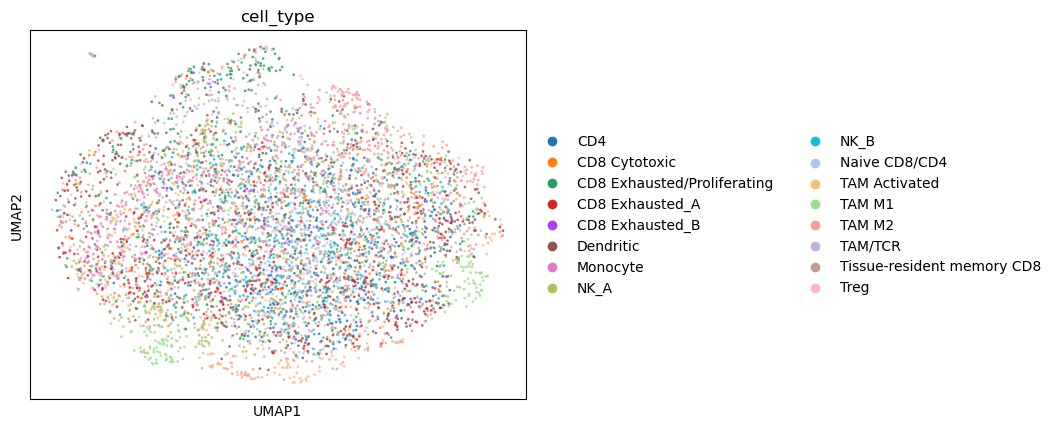 cell_type
UMAP2
UMAP1
CD4
CD8 Cytotoxic
CD8 Exhausted/Proliferating
CD8 Exhausted_A
CD8 Exhausted_B
Dendritic
Monocyte
NK_A
NK_B
Naive CD8/CD4
TAM Activated
TAM M1
TAM M2
TAM/TCR
Tissue-resident memory CD8
Treg